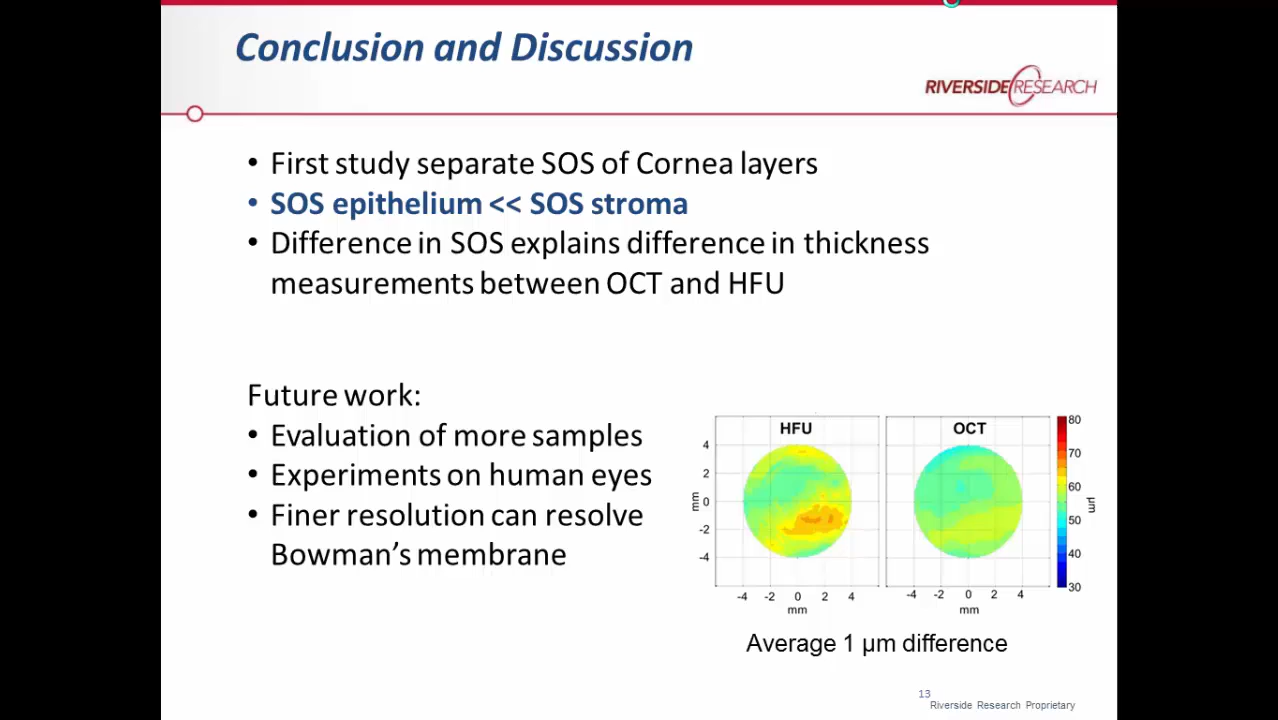 Conclusion and Discussion
RIVERSIDE RESEARCH
• First study separate SOS of Cornea layers
• SOS epithelium << SOS stroma
• Difference in SOS explains difference in thickness
measurements between OCT and HFU
Future work:
• Evaluation of more samples
• Experiments on human eyes
• Finer resolution can resolve
Bowman's membrane
HFU
OCT
4
2
0
-2
-4
mm
-4 -2 0 2 4
mm
-4 -2 0 2 4
mm
80
70
60
50
40
30
µm
Average 1 µm difference
13
Riverside Research Proprietary